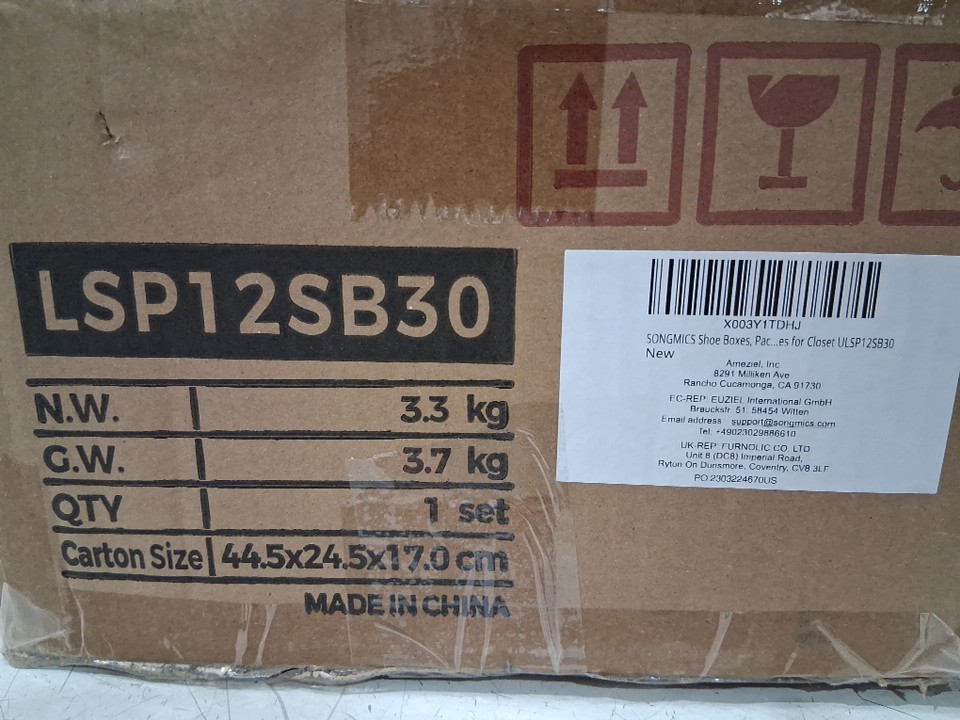 LSP12SB30
N.W. 3.3 kg
G.W. 3.7 kg
QTY 1 set
Carton Size 44.5x24.5x17.0 cm
MADE IN CHINA
X003Y1TDHJ
SONGMICS Shoe Boxes, Pac...es for Closet ULSP12SB30
New
Ameziel, Inc
8291 Milliken Ave
Rancho Cucamonga, CA 91730
EC-REP: EUZIEL International GmbH
Brauckstr. 51 58454 Witten
Email address support@songmics.com
Tel: +49023029886610
UK-REP: FURNOLIC CO. LTD
Unit 8 (DC8) Imperial Road,
Ryton On Dunsmore, Coventry, CV8 3LF
PO:2303224670US